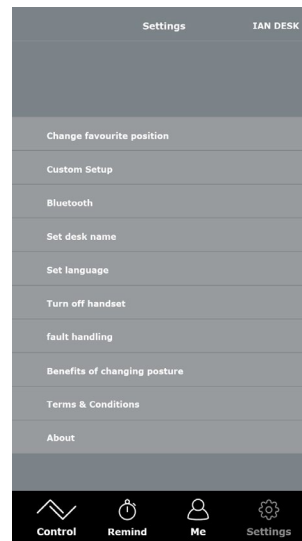 Settings IAN DESK
Change favourite position
Custom Setup
Bluetooth
Set desk name
Set language
Turn off handset
fault handling
Benefits of changing posture
Terms & Conditions
About
Control Remind Me Settings